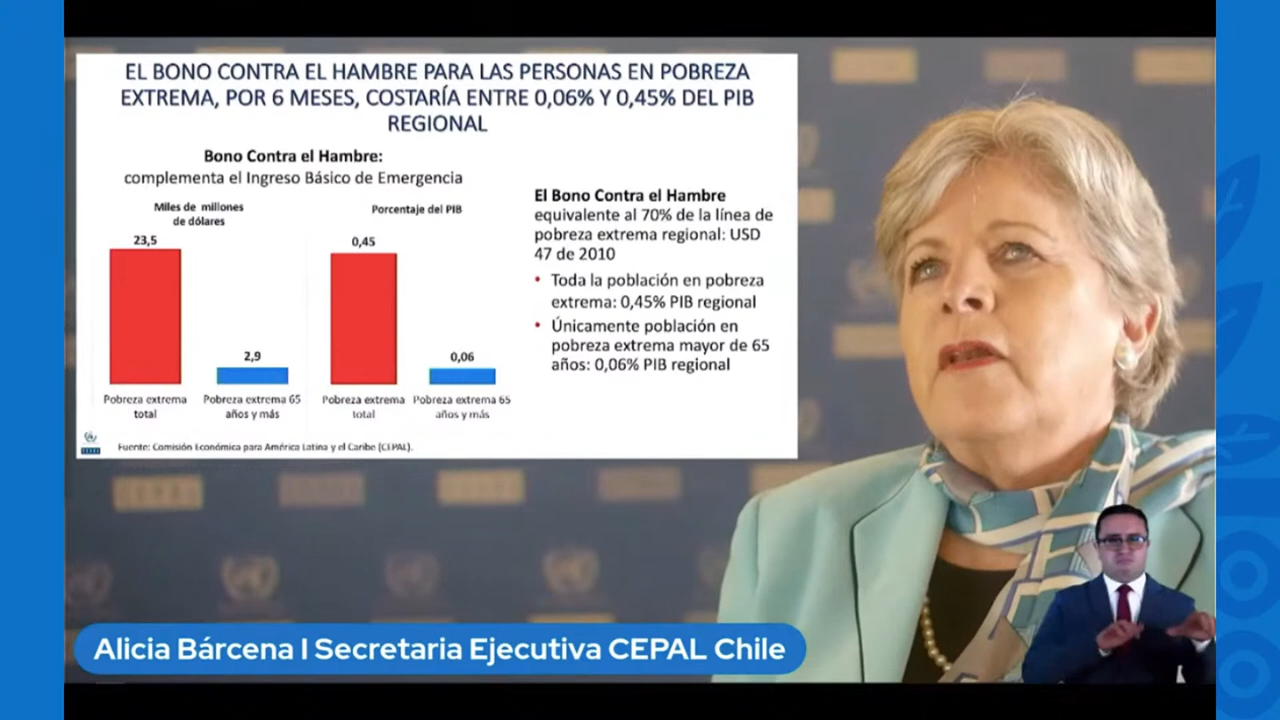 EL BONO CONTRA EL HAMBRE PARA LAS PERSONAS EN POBREZA
EXTREMA, POR 6 MESES, COSTARÍA ENTRE 0,06% Y 0,45% DEL PIB
REGIONAL
Bono Contra el Hambre:
complementa el Ingreso Básico de Emergencia
Miles de millones
de dólares
23,5
2,9
Pobreza extrema
total
Pobreza extrema 65
años y más
Porcentaje del PIB
0,45
0,06
Pobreza extrema
total
Pobreza extrema 65
años y más
El Bono Contra el Hambre
equivalente al 70% de la línea de
pobreza extrema regional: USD
47 de 2010
• Toda la población en pobreza
extrema: 0,45% PIB regional
• Únicamente población en
pobreza extrema mayor de 65
años: 0,06% PIB regional
Fuente: Comisión Económica para América Latina y el Caribe (CEPAL).
Alicia Bárcena I Secretaria Ejecutiva CEPAL Chile